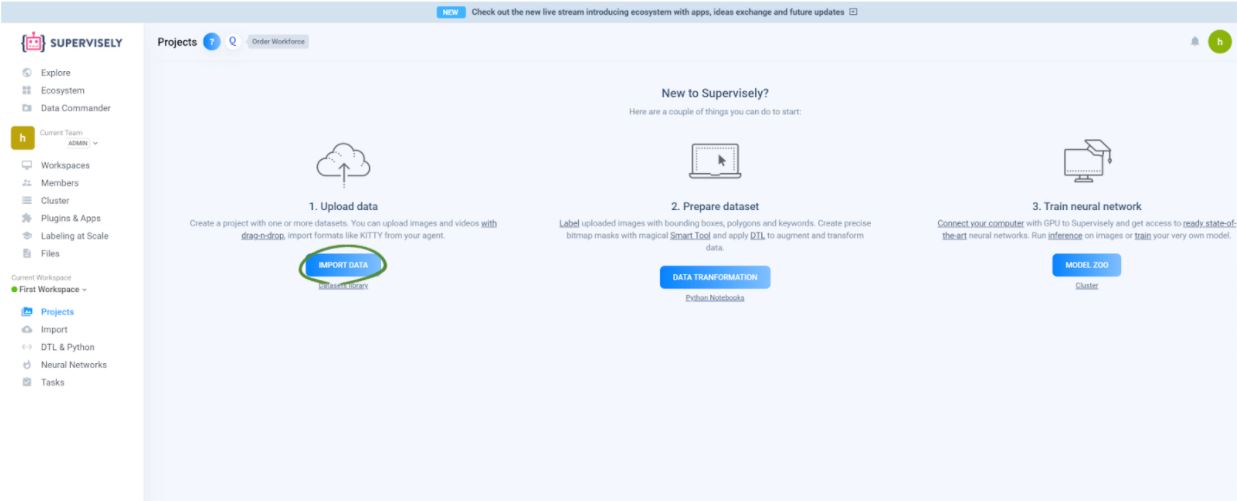 NEW Check out the new live stream introducing ecosystem with apps, ideas exchange and future updates
SUPERVISELY
Explore
Ecosystem
Data Commander
h
Current Team
ADMIN
Workspaces
Members
Cluster
Plugins & Apps
Labeling at Scale
Files
Current Workspace
First Workspace
Projects
Import
DTL & Python
Neural Networks
Tasks
Projects ? Q Order Workforce
h
New to Supervisely?
Here are a couple of things you can do to start:
1. Upload data
Create a project with one or more datasets. You can upload images and videos with
drag-n-drop, import formats like KITTY from your agent.
IMPORT DATA
Datasets library
2. Prepare dataset
Label uploaded images with bounding boxes, polygons and keywords. Create precise
bitmap masks with magical Smart Tool and apply DTL to augment and transform
data.
DATA TRANFORMATION
Python Notebooks
3. Train neural network
Connect your computer with GPU to Supervisely and get access to ready state-of-
the-art neural networks. Run inference on images or train your very own model.
MODEL ZOO
Cluster